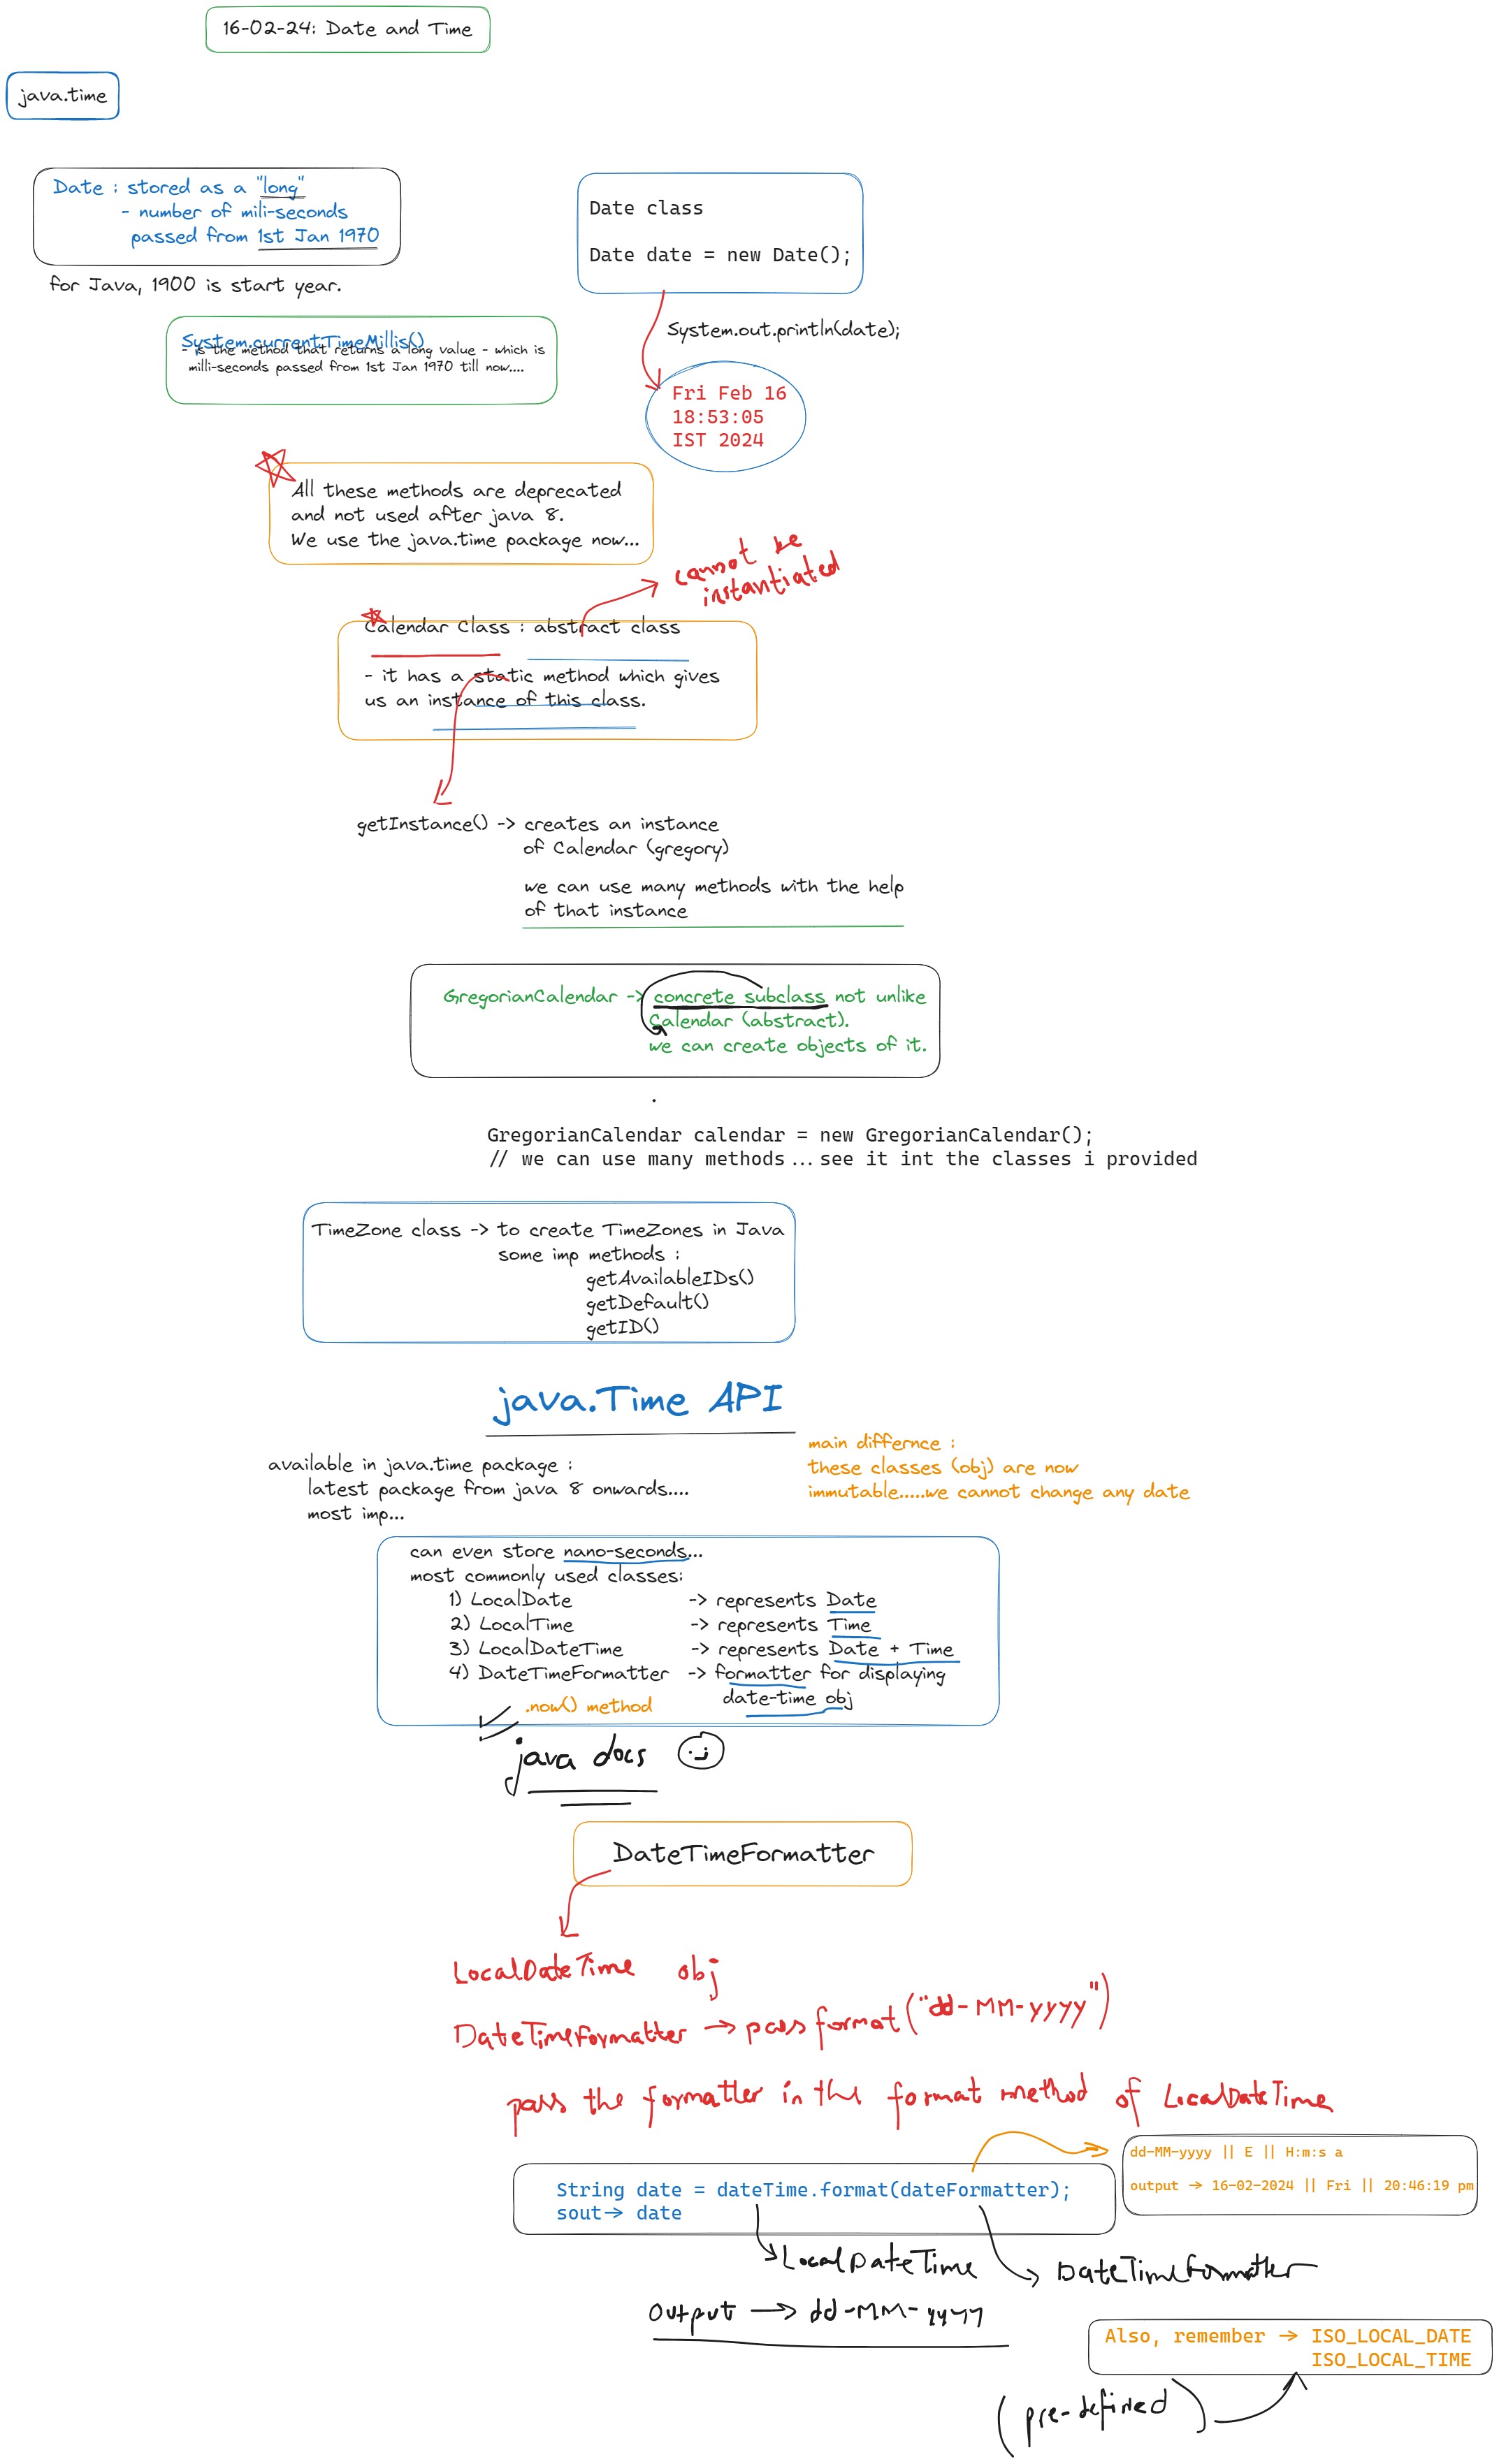 16-02-24: Date and Time
java.time
Date : stored as a "long"
- number of mili-seconds
passed from 1st Jan 1970
for Java, 1900 is start year.
System.currentTimeMillis()
- is the method that returns a long value - which is
milli-seconds passed from 1st Jan 1970 till now....
Date class
Date date = new Date();
System.out.println(date);
Fri Feb 16
18:53:05
IST 2024
All these methods are deprecated
and not used after java 8.
We use the java.time package now...
cannot be
instantiated
Calendar Class : abstract class
- it has a static method which gives
us an instance of this class.
getInstance() -> creates an instance
of Calendar (gregory)
we can use many methods with the help
of that instance
GregorianCalendar -> concrete subclass not unlike
Calendar (abstract).
we can create objects of it.
.
GregorianCalendar calendar = new GregorianCalendar();
// we can use many methods...see it int the classes i provided
TimeZone class -> to create TimeZones in Java
some imp methods :
getAvailableIDs()
getDefault()
getID()
java.Time API
available in java.time package :
latest package from java 8 onwards....
most imp...
main differnce :
these classes (obj) are now
immutable.....we cannot change any date
can even store nano-seconds...
most commonly used classes:
1) LocalDate -> represents Date
2) LocalTime -> represents Time
3) LocalDateTime -> represents Date + Time
4) DateTimeFormatter -> formatter for displaying
date-time obj
.now() method
java docs
DateTimeFormatter
LocalDateTime obj
DateTimeFormatter → pass format ("dd-MM-yyyy")
pass the formatter in the format method of LocalDateTime
dd-MM-yyyy || E || H:m:s a
output → 16-02-2024 || Fri || 20:46:19 pm
String date = dateTime.format(dateFormatter);
sout→ date
LocalDateTime
DateTimeFormatter
Output → dd-MM-yyyy
Also, remember → ISO_LOCAL_DATE
ISO_LOCAL_TIME
(pre-defined)